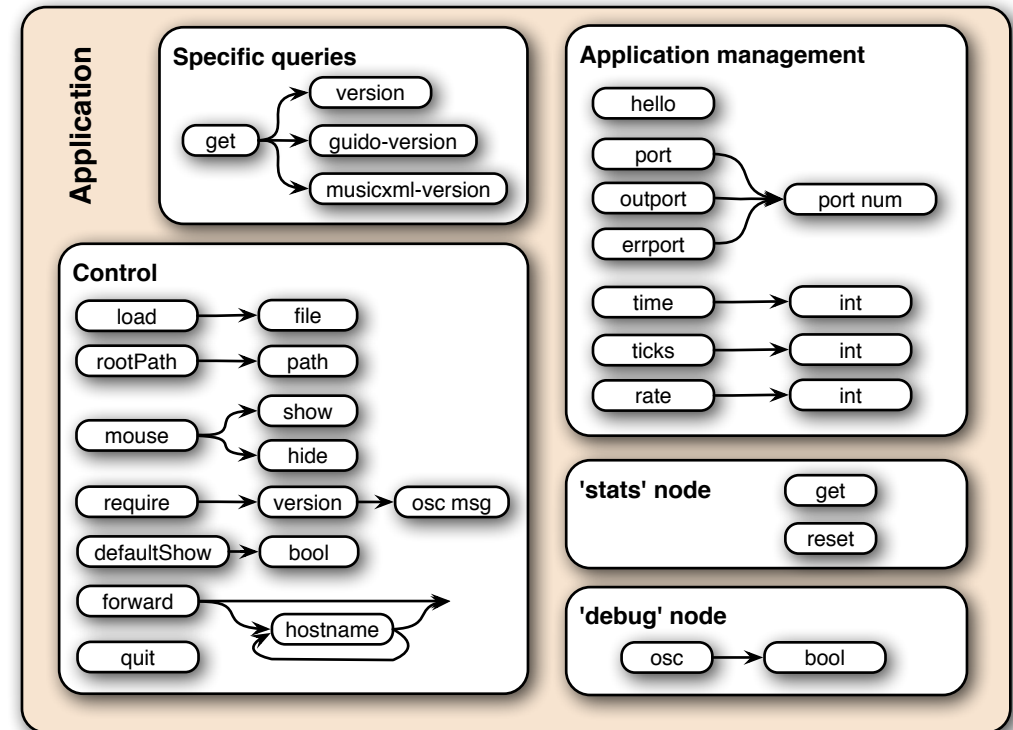 Application
Specific queries
get
version
guido-version
musicxml-version
Control
load
file
rootPath
path
mouse
show
hide
require
version
osc msg
defaultShow
bool
forward
hostname
quit
Application management
hello
port
outport
errport
port num
time
int
ticks
int
rate
int
'stats' node
get
reset
'debug' node
osc
bool